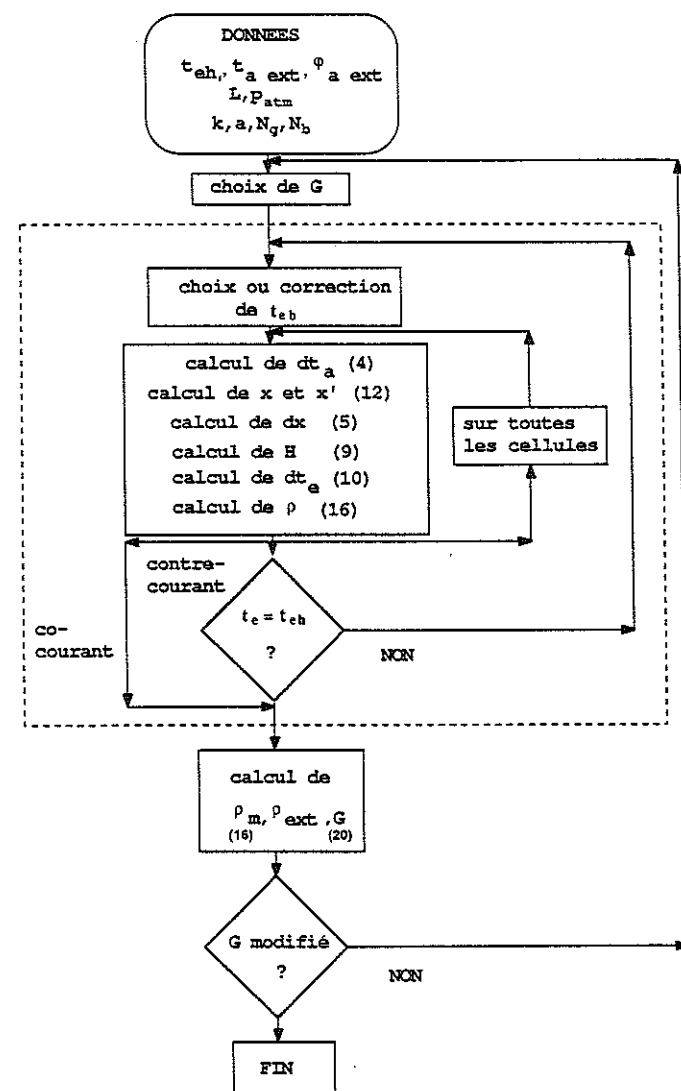 DONNEES
t_eh, t_a ext, φ_a ext
L, p_atm
k, a, N_g, N_b
choix de G
choix ou correction
de t_eb
calcul de dt_a (4)
calcul de x et x' (12)
calcul de dx (5)
calcul de H (9)
calcul de dt_e (10)
calcul de ρ (16)
sur toutes
les cellules
contre-
courant
co-
courant
t_e = t_eh
?
NON
calcul de
ρ_m, ρ_ext, G
(16) (20)
G modifié
?
NON
FIN